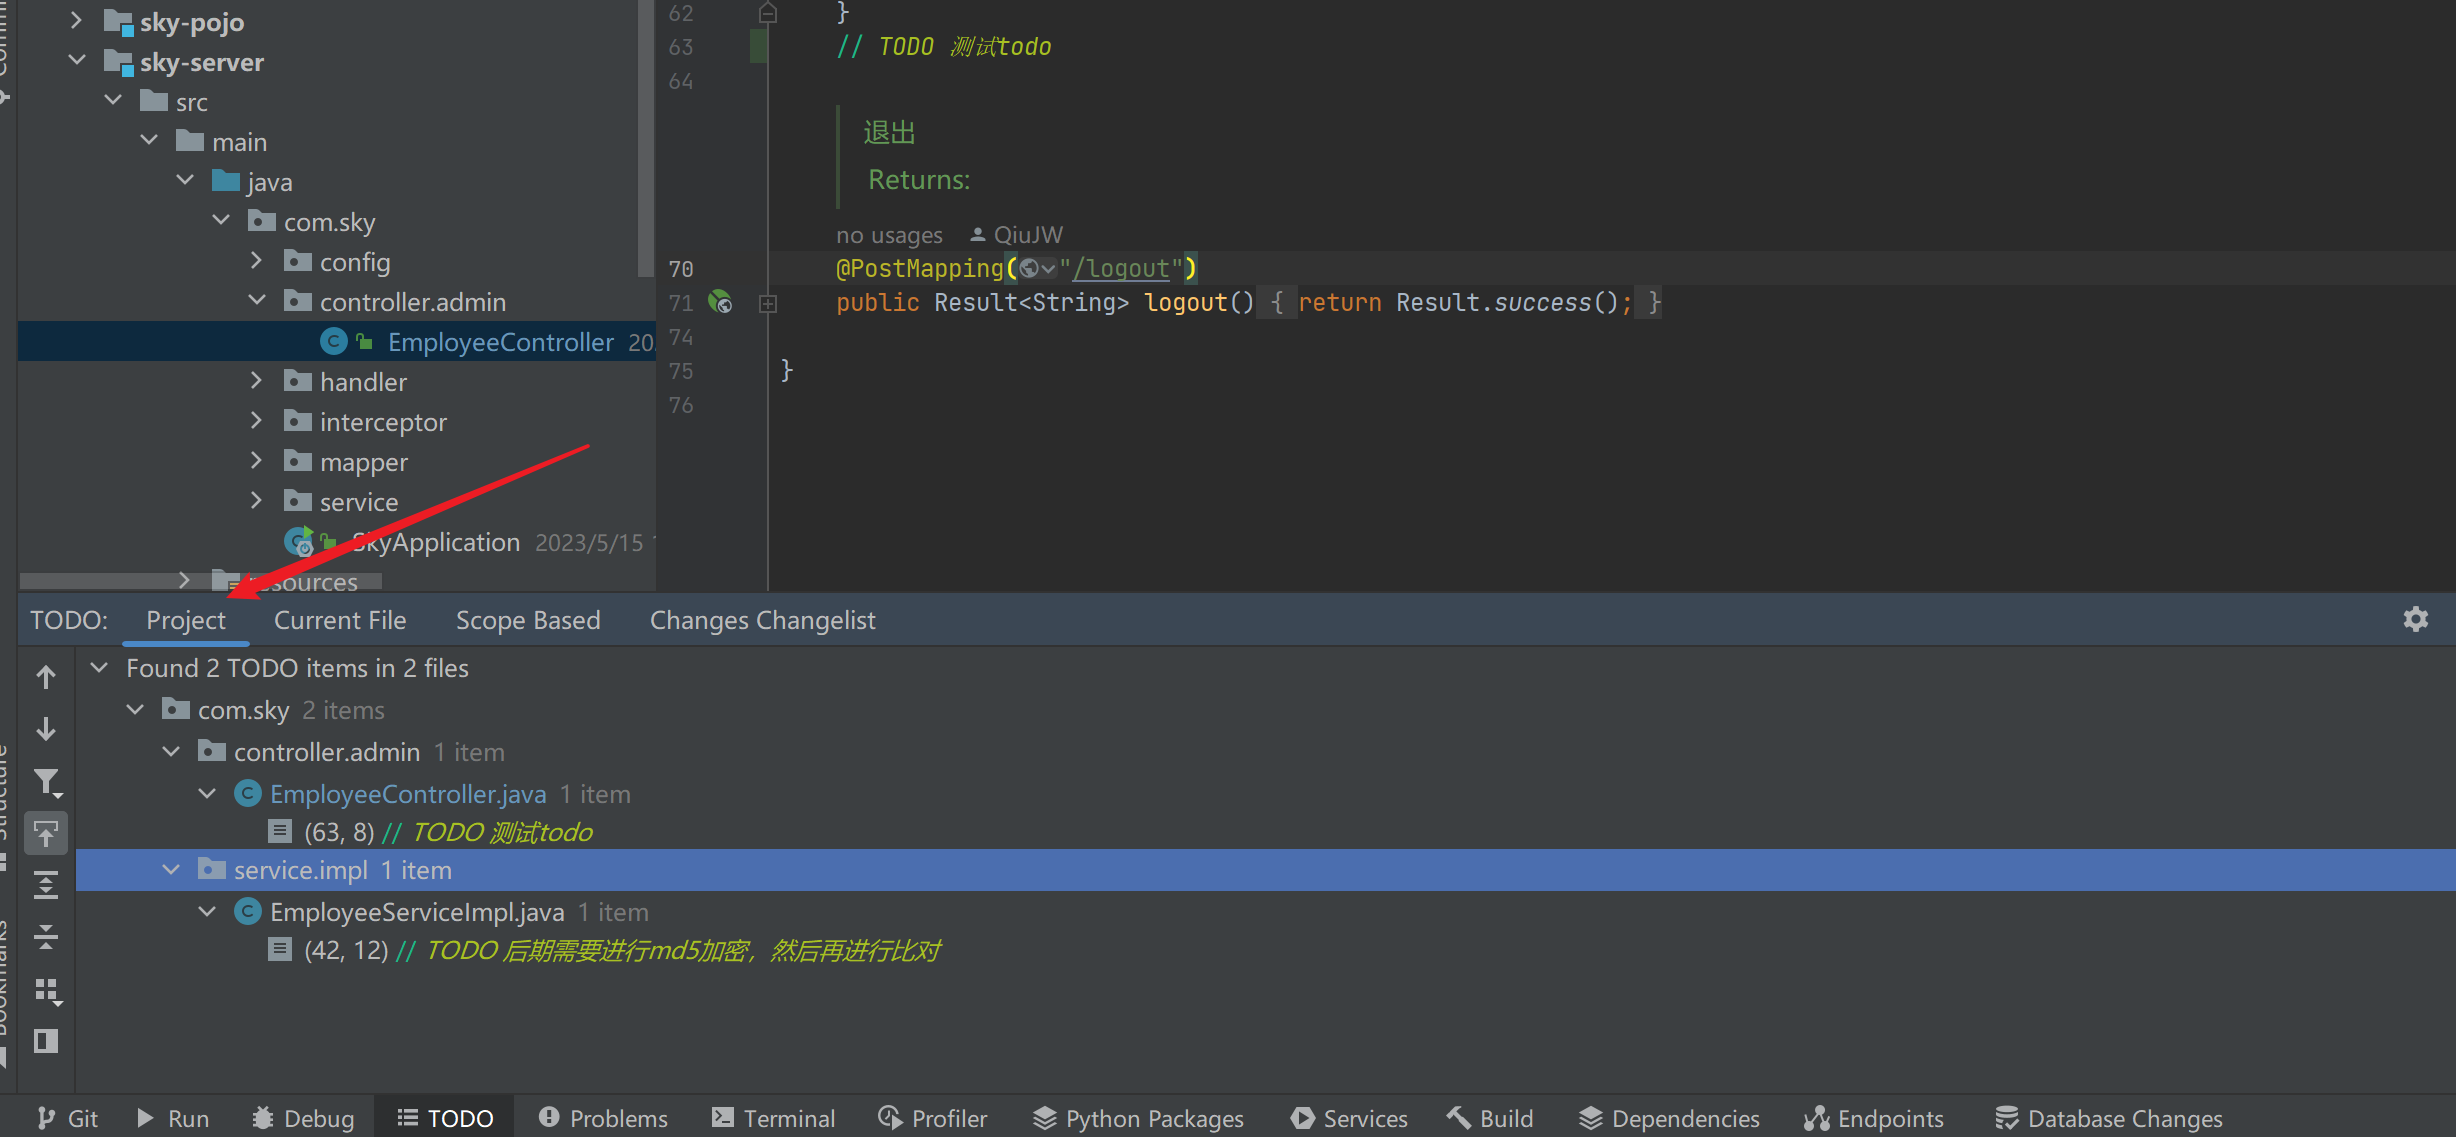 sky-pojo
sky-server
src
main
java
com.sky
config
controller.admin
EmployeeController 20
handler
interceptor
mapper
service
SkyApplication 2023/5/15
resources
62 }
63 // TODO 测试todo
64
退出
Returns:
no usages QiuJW
70 @PostMapping("/logout")
71 public Result<String> logout() { return Result.success(); }
74
75 }
76
TODO: Project Current File Scope Based Changes Changelist
Found 2 TODO items in 2 files
com.sky 2 items
controller.admin 1 item
EmployeeController.java 1 item
(63, 8) // TODO 测试todo
service.impl 1 item
EmployeeServiceImpl.java 1 item
(42, 12) // TODO 后期需要进行md5加密，然后再进行比对
Structure
Bookmarks
Git Run Debug TODO Problems Terminal Profiler Python Packages Services Build Dependencies Endpoints Database Changes